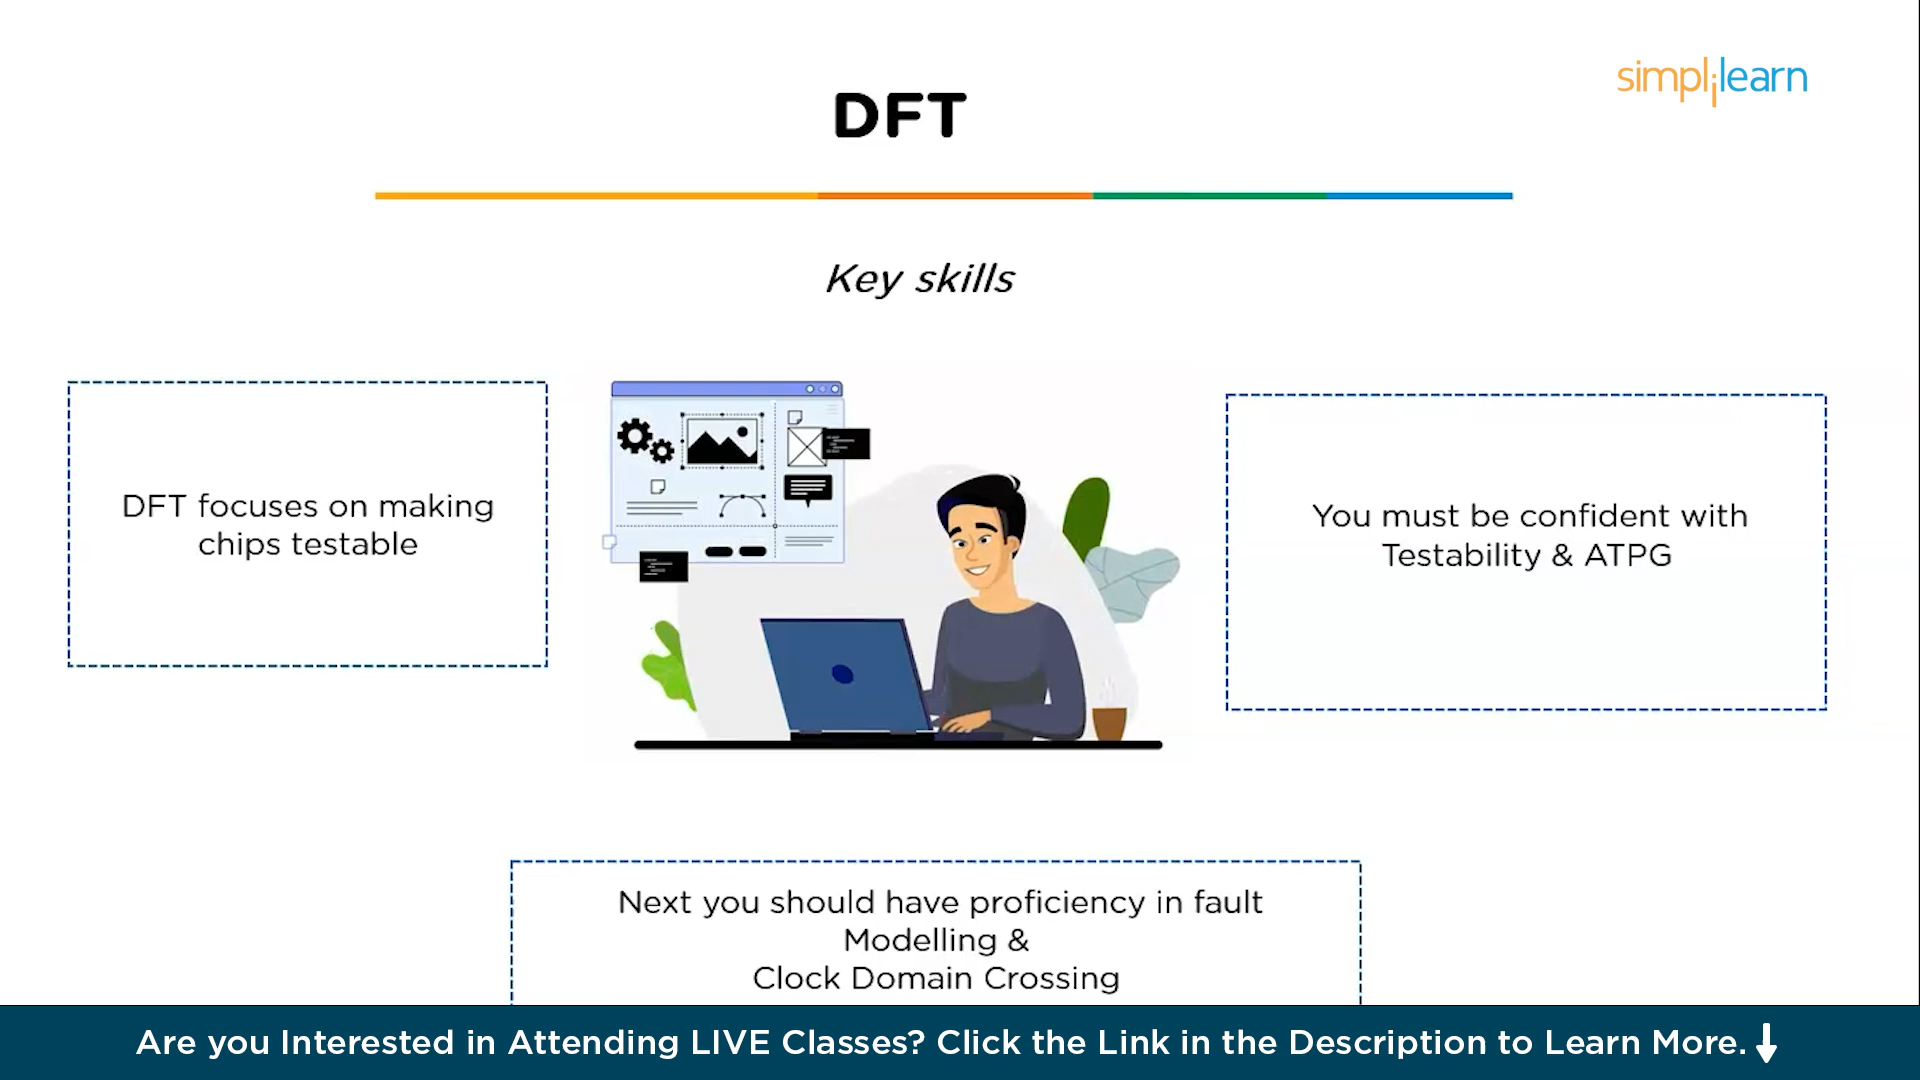 simplilearn
DFT
Key skills
DFT focuses on making
chips testable
You must be confident with
Testability & ATPG
Next you should have proficiency in fault
Modelling &
Clock Domain Crossing
Are you Interested in Attending LIVE Classes? Click the Link in the Description to Learn More.